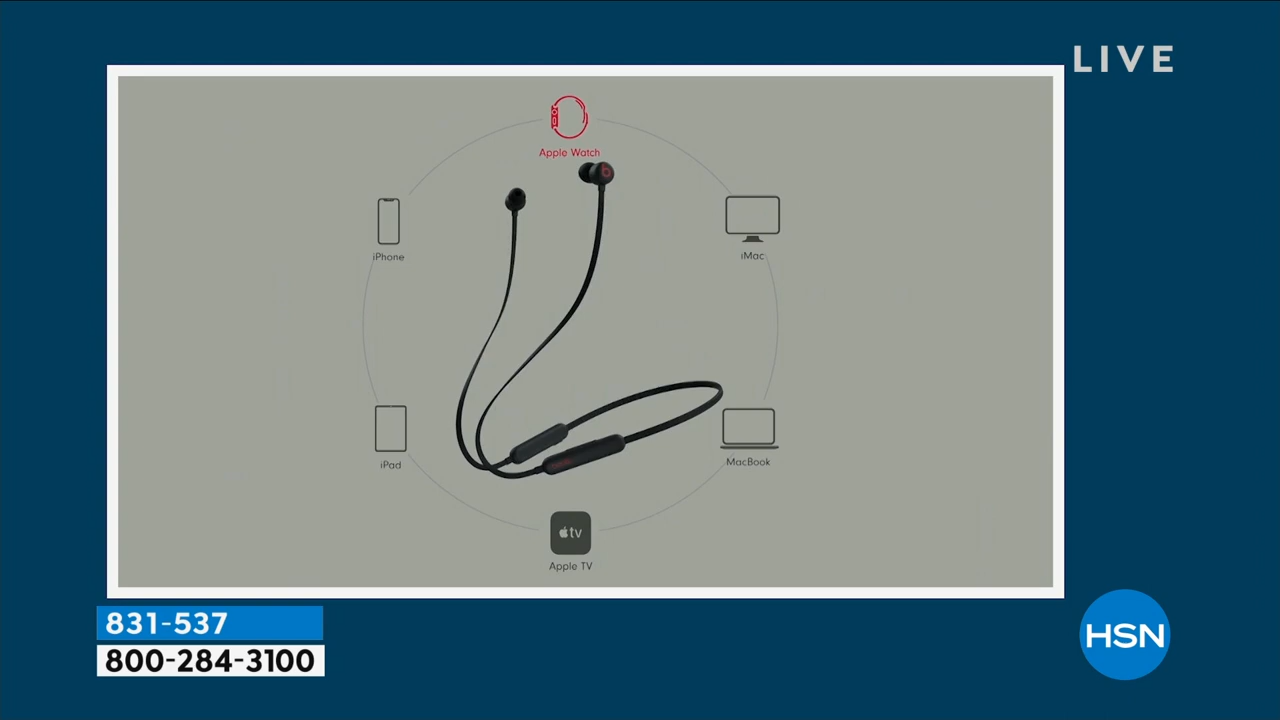 LIVE
Apple Watch
iPhone
iMac
iPad
MacBook
tv
Apple TV
831-537
800-284-3100
HSN